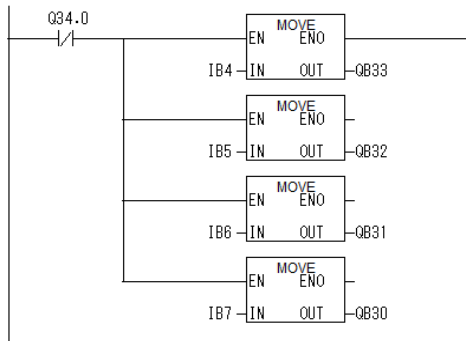 Q34.0
MOVE
EN ENO
IB4 IN OUT QB33
MOVE
EN ENO
IB5 IN OUT QB32
MOVE
EN ENO
IB6 IN OUT QB31
MOVE
EN ENO
IB7 IN OUT QB30